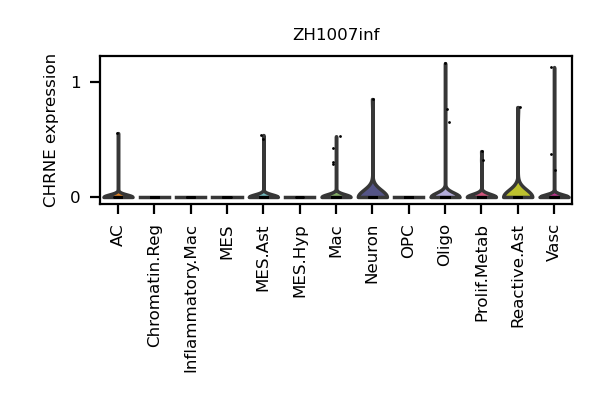 ZH1007inf
CHRNE expression
1
0
AC
Chromatin.Reg
Inflammatory.Mac
MES
MES.Ast
MES.Hyp
Mac
Neuron
OPC
Oligo
Prolif.Metab
Reactive.Ast
Vasc